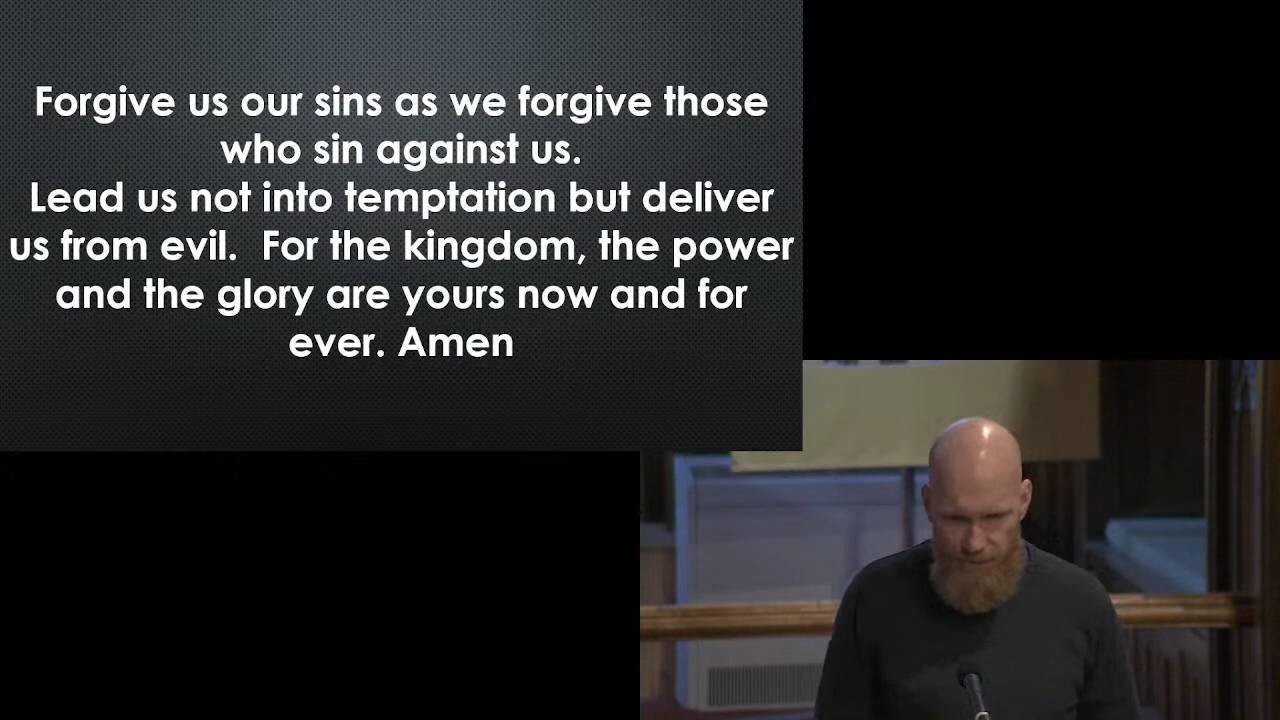 Forgive us our sins as we forgive those
who sin against us.
Lead us not into temptation but deliver
us from evil.  For the kingdom, the power
and the glory are yours now and for
ever. Amen